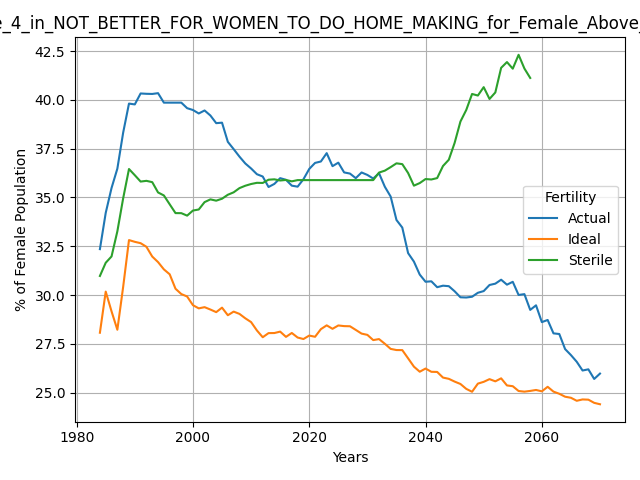 _4_in_NOT_BETTER_FOR_WOMEN_TO_DO_HOME_MAKING_for_Female_Above_
42.5
40.0
37.5
35.0
32.5
30.0
27.5
25.0
% of Female Population
Fertility
Actual
Ideal
Sterile
1980
2000
2020
2040
2060
Years